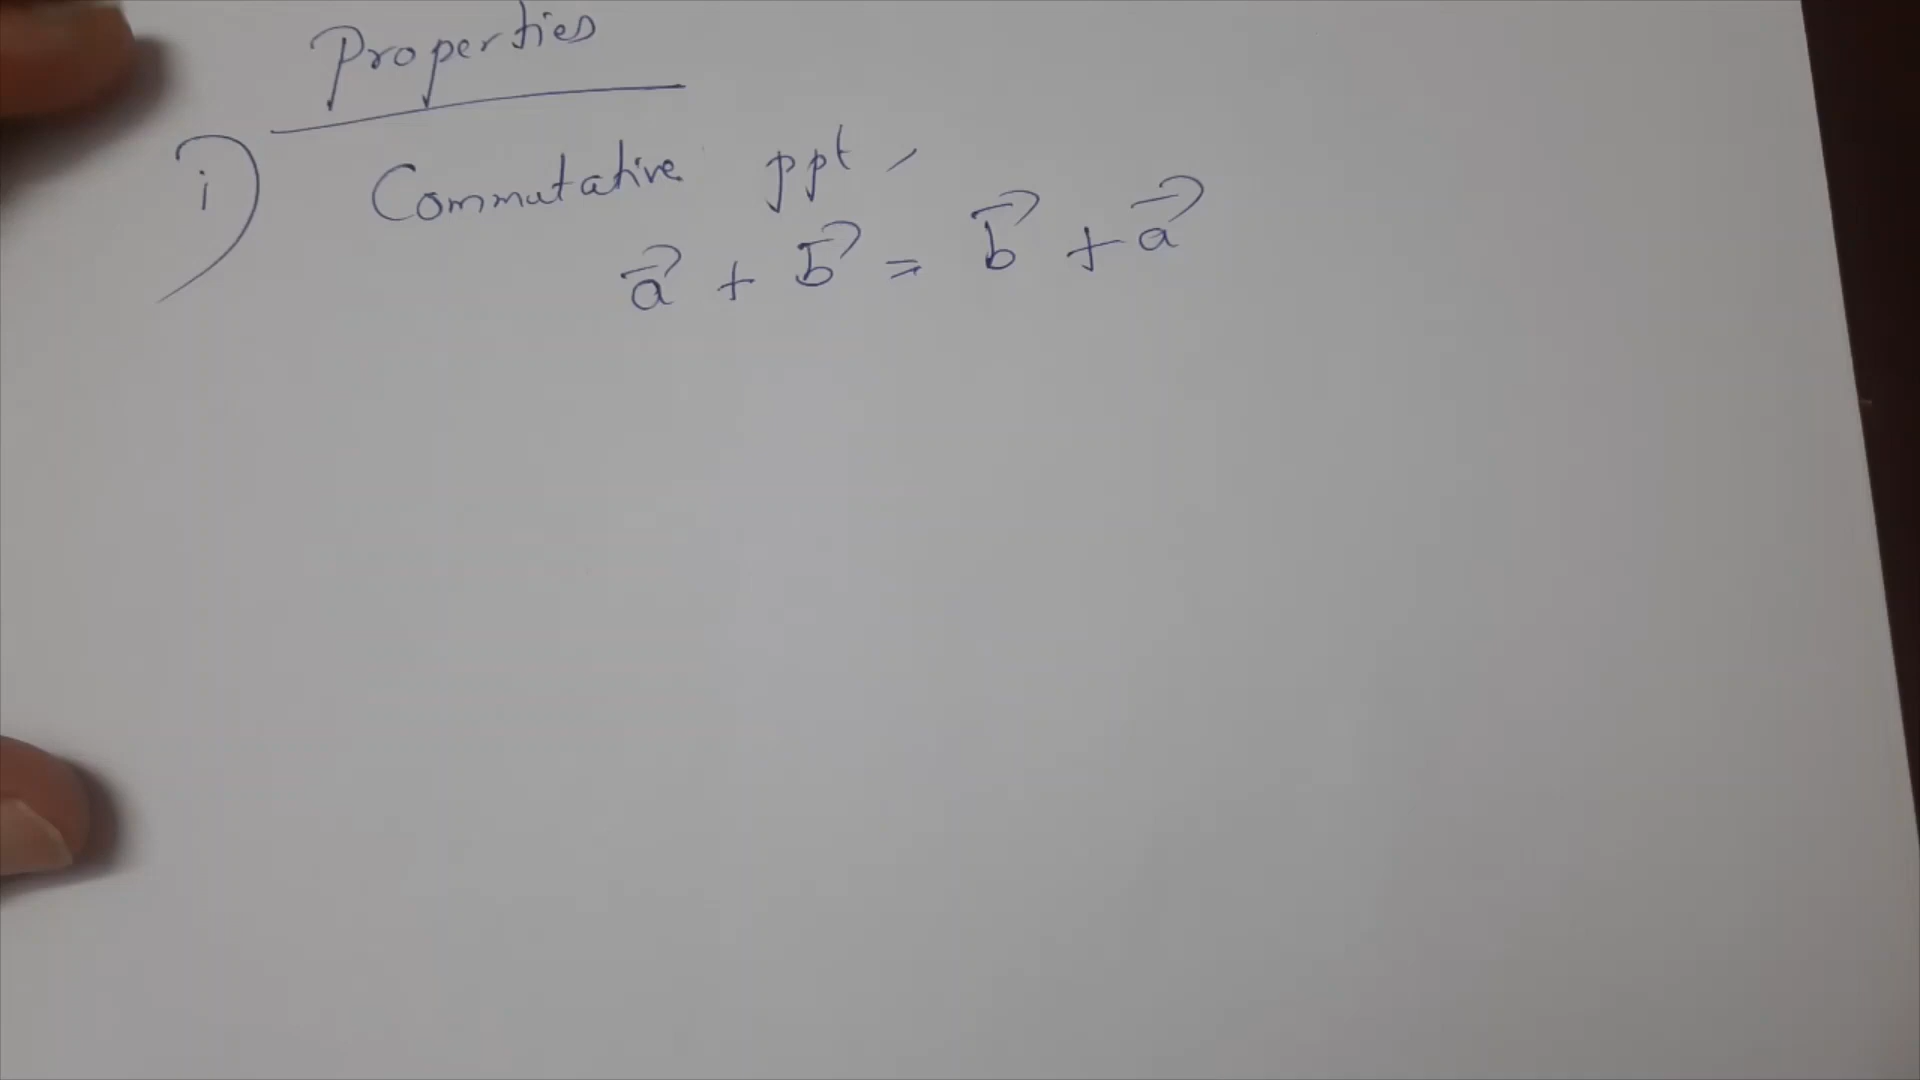 Properties
i) Commutative ppt,
a⃗ + b⃗ = b⃗ + a⃗